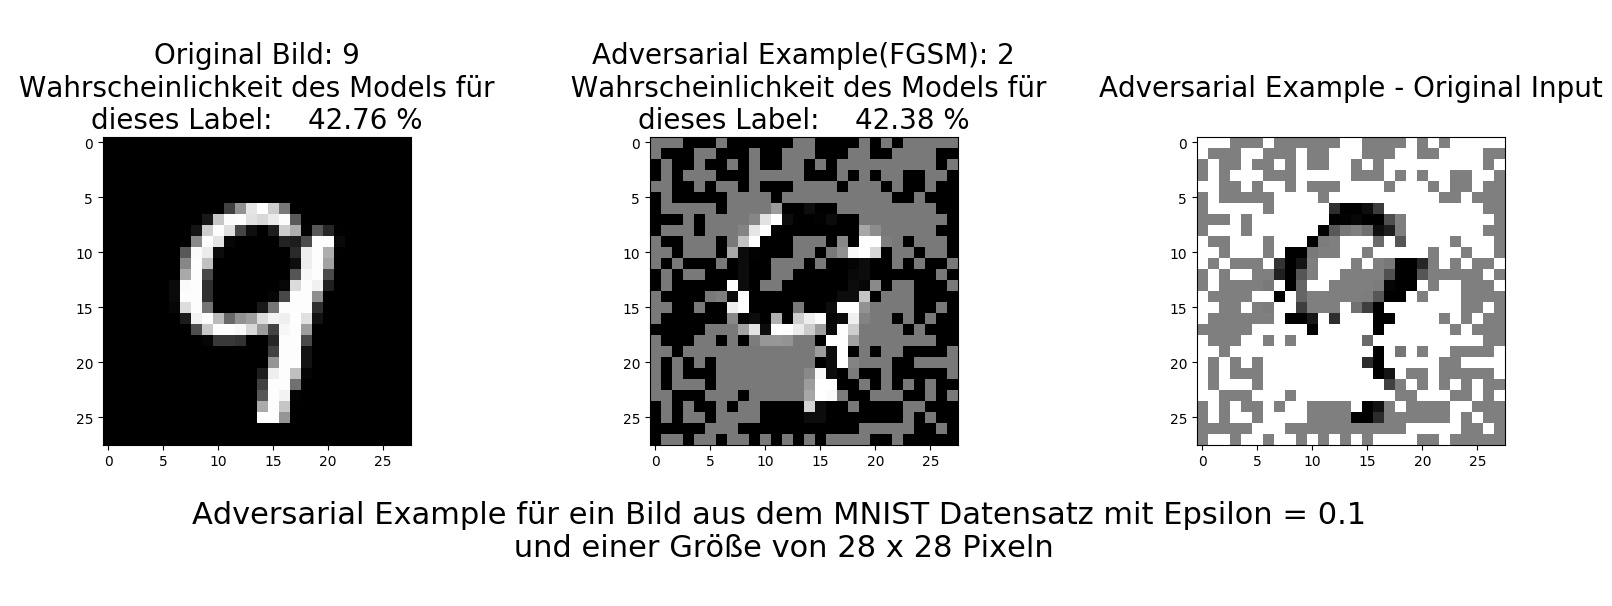 Original Bild: 9
Wahrscheinlichkeit des Models für
dieses Label: 42.76 %
0
5
10
15
20
25
0 5 10 15 20 25
Adversarial Example(FGSM): 2
Wahrscheinlichkeit des Models für
dieses Label: 42.38 %
0
5
10
15
20
25
0 5 10 15 20 25
Adversarial Example - Original Input
0
5
10
15
20
25
0 5 10 15 20 25
Adversarial Example für ein Bild aus dem MNIST Datensatz mit Epsilon = 0.1
und einer Größe von 28 x 28 Pixeln